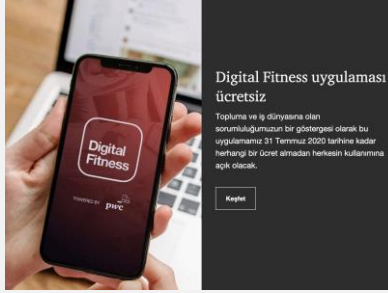 Digital
Fitness
POWERED BY pwc
Digital Fitness uygulaması
ücretsiz
Topluma ve iş dünyasına olan
sorumluluğumuzun bir göstergesi olarak bu
uygulamamız 31 Temmuz 2020 tarihine kadar
herhangi bir ücret almadan herkesin kullanımına
açık olacak.
Keşfet